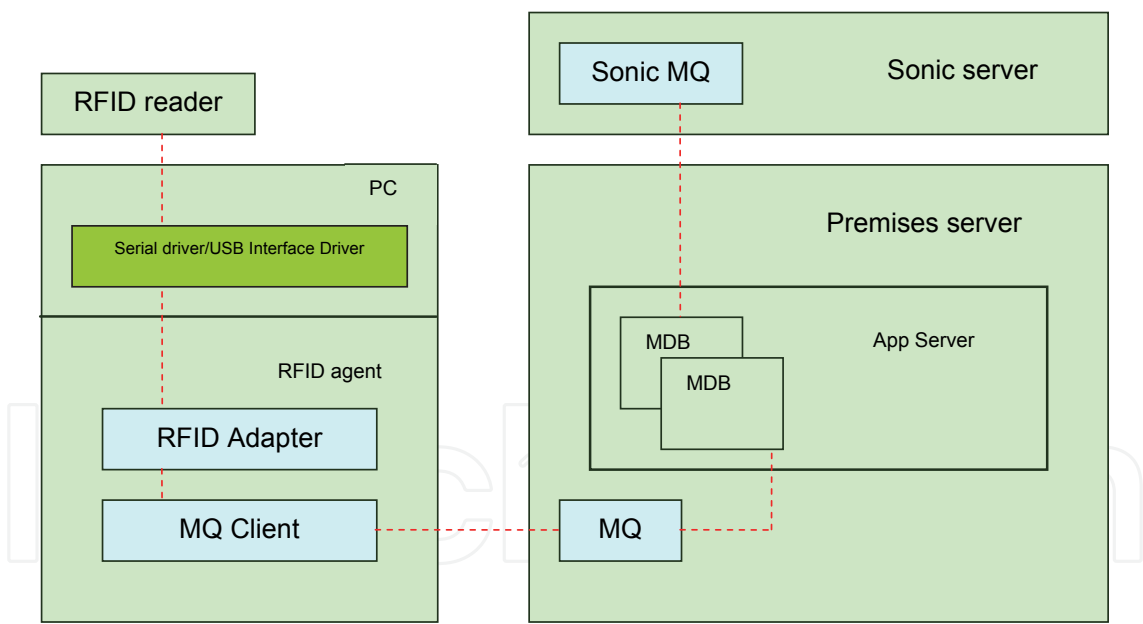 Sonic MQ
Sonic server
RFID reader
PC
Serial driver/USB Interface Driver
Premises server
MDB
App Server
MDB
RFID agent
RFID Adapter
MQ Client
MQ